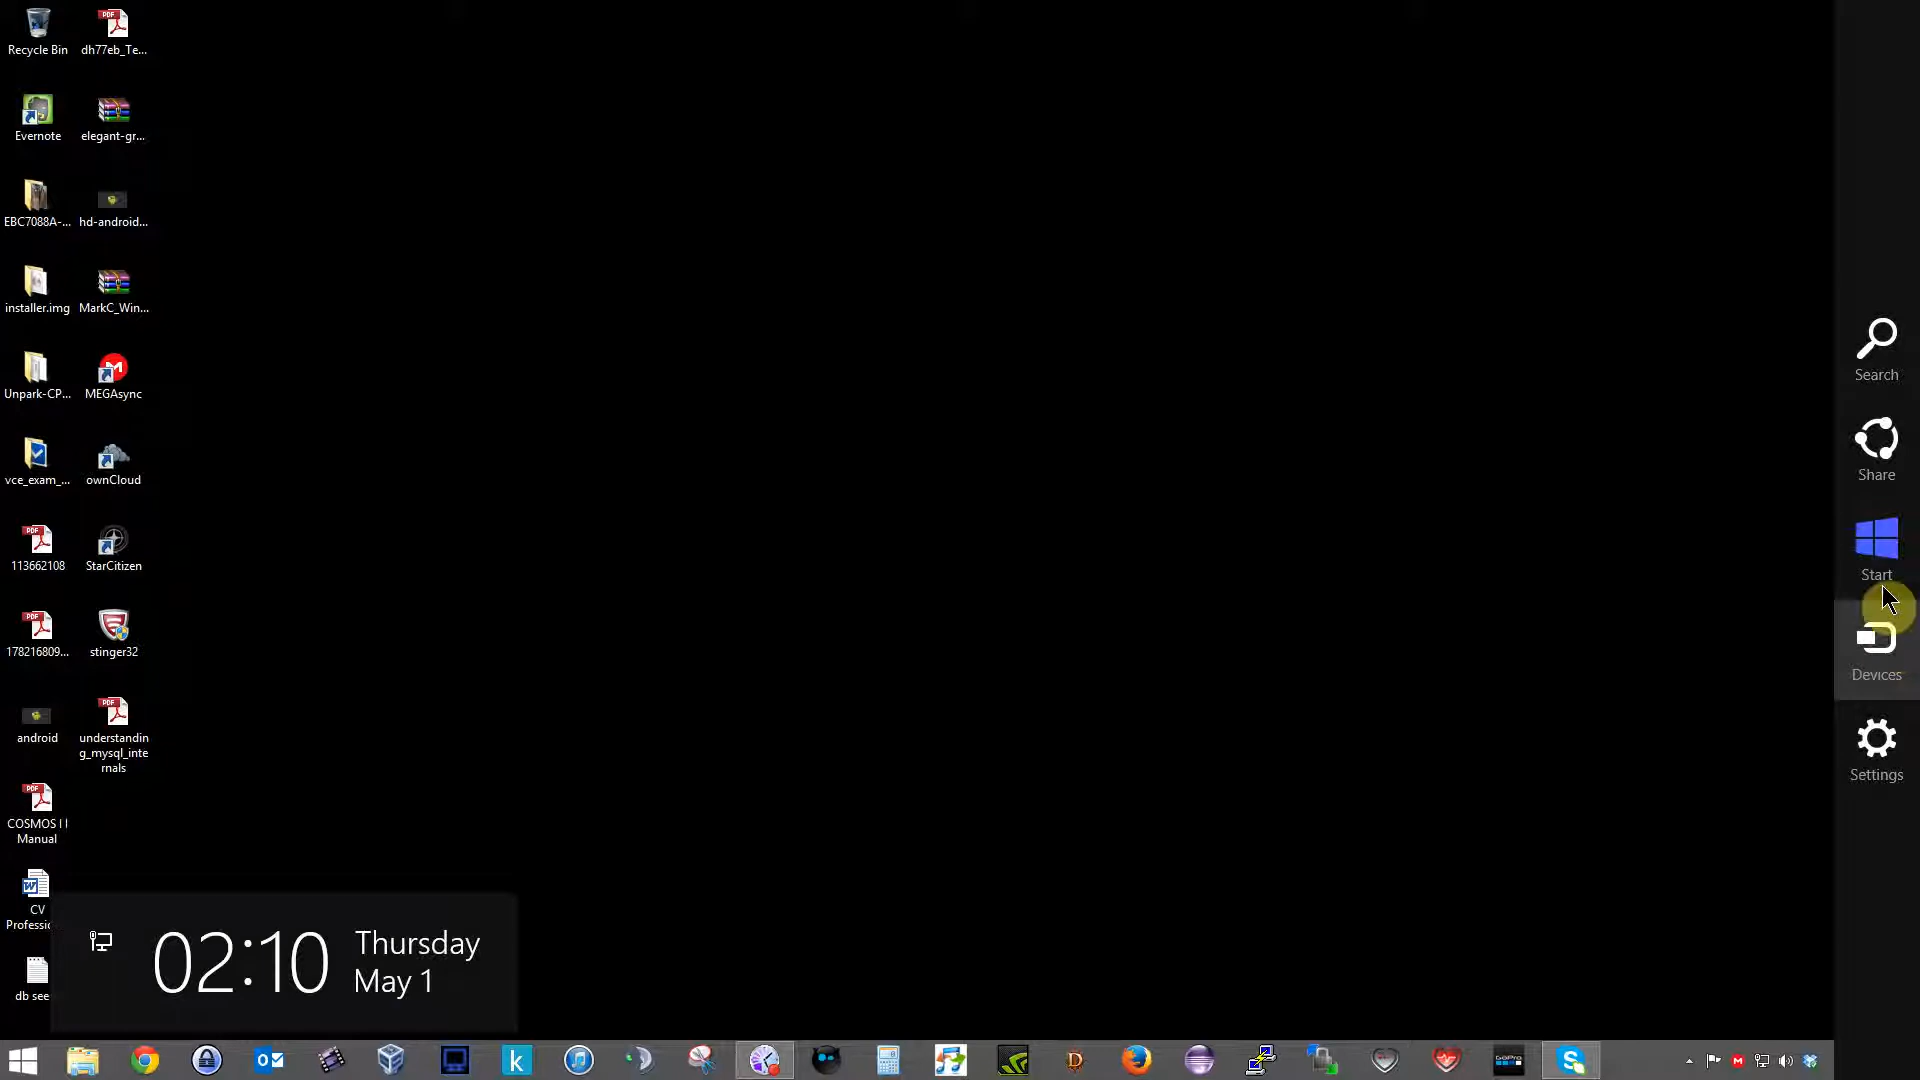 Recycle Bin
dh77eb_Te...
Evernote
elegant-gr...
EBC7088A-...
hd-android...
installer.img
MarkC_Win...
Unpark-CP...
MEGAsync
vce_exam_...
ownCloud
113662108
StarCitizen
178216809...
stinger32
android
understandin
g_mysql_inte
rnals
COSMOS II
Manual
CV
Professio
db see
02:10
Thursday
May 1
Search
Share
Start
Devices
Settings